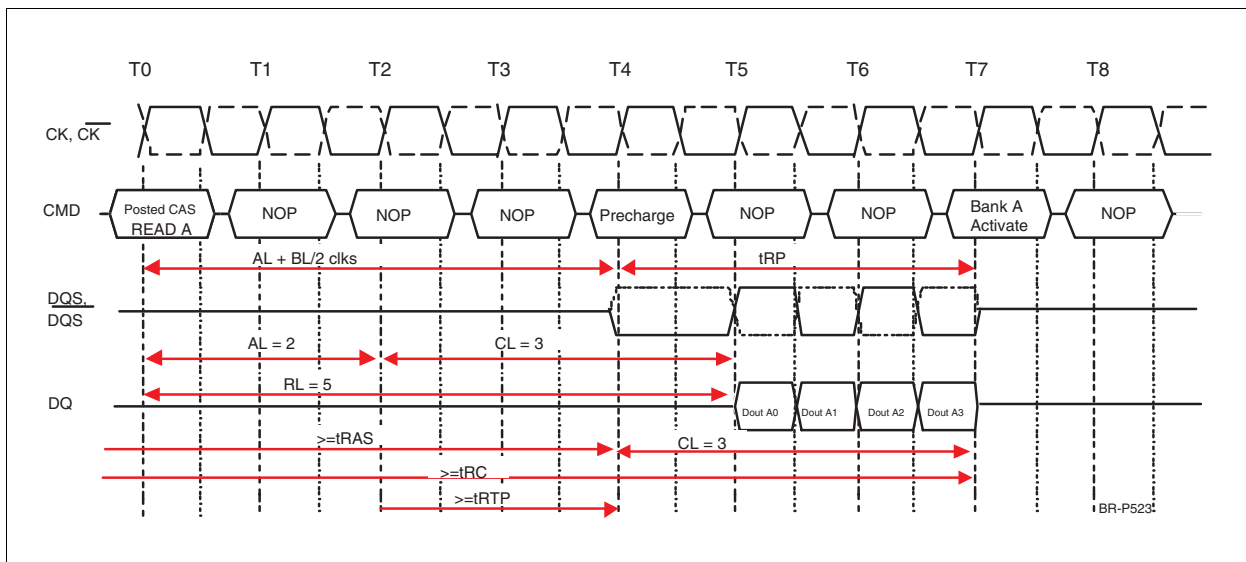 T0 T1 T2 T3 T4 T5 T6 T7 T8
CK, CK
CMD
Posted CAS
READ A
NOP
NOP
NOP
Precharge
NOP
NOP
Bank A
Activate
NOP
AL + BL/2 clks
tRP
DQS,
DQS
AL = 2
CL = 3
RL = 5
DQ
Dout A0
Dout A1
Dout A2
Dout A3
>=tRAS
CL = 3
>=tRC
>=tRTP
BR-P523